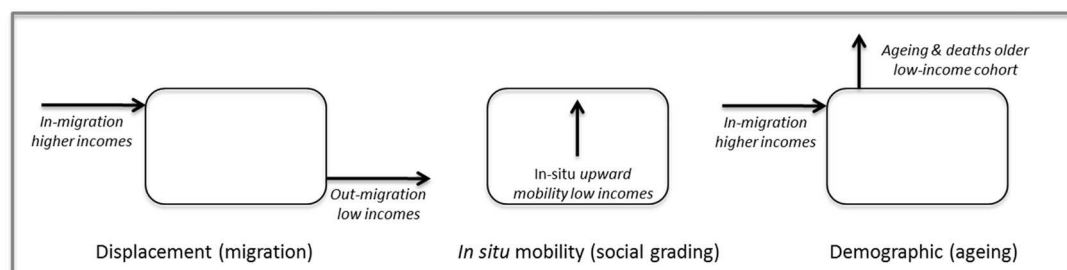 In-migration
higher incomes
Out-migration
low incomes
Displacement (migration)
In-situ upward
mobility low incomes
In situ mobility (social grading)
Ageing & deaths older
low-income cohort
In-migration
higher incomes
Demographic (ageing)